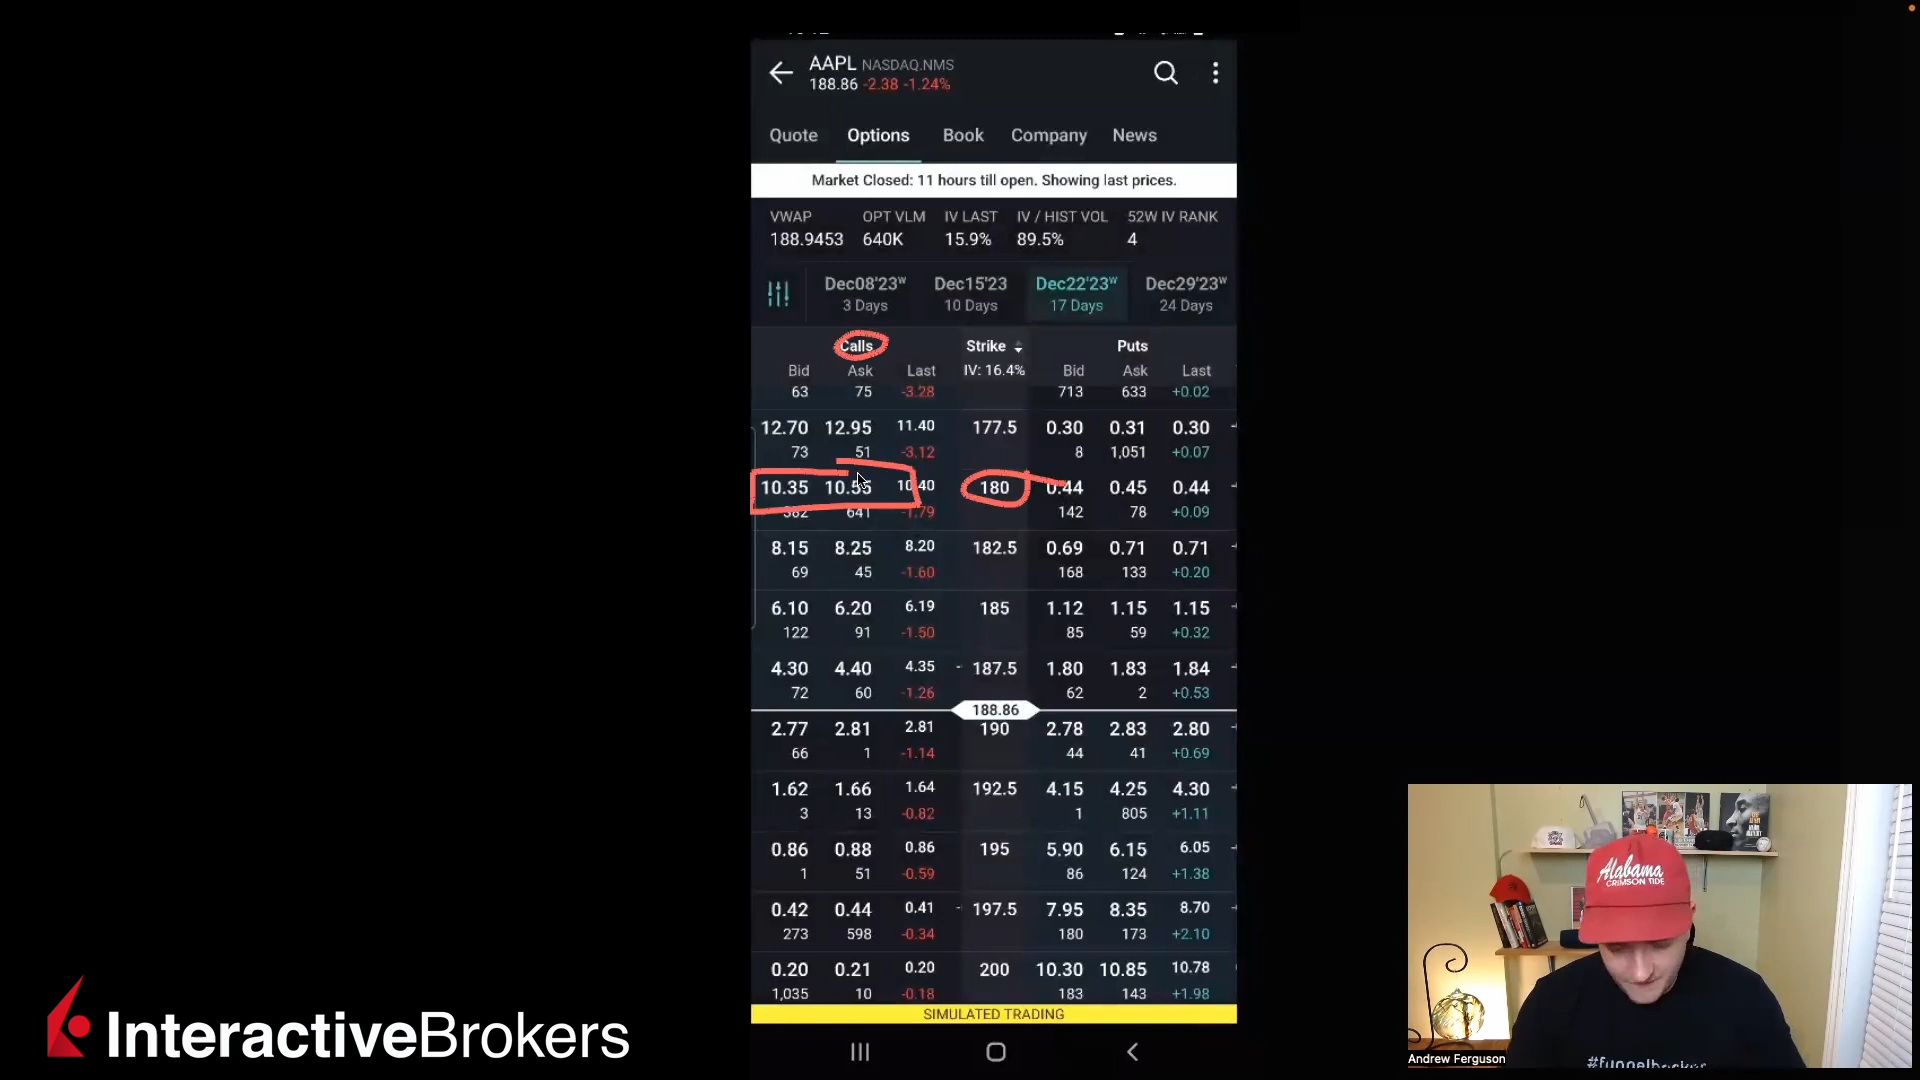 AAPL NASDAQ.NMS
188.86 -2.38 -1.24%
Quote Options Book Company News
Market Closed: 11 hours till open. Showing last prices.
VWAP OPT VLM IV LAST IV / HIST VOL 52W IV RANK
188.9453 640K 15.9% 89.5% 4
Dec08'23W Dec15'23 Dec22'23W Dec29'23W
3 Days 10 Days 17 Days 24 Days
Calls Strike Puts
Bid Ask Last IV: 16.4% Bid Ask Last
63 75 -3.28 713 633 +0.02
12.70 12.95 11.40 177.5 0.30 0.31 0.30
73 51 -3.12 8 1,051 +0.07
10.35 10.55 10.40 180 0.44 0.45 0.44
382 641 -1.79 142 78 +0.09
8.15 8.25 8.20 182.5 0.69 0.71 0.71
69 45 -1.60 168 133 +0.20
6.10 6.20 6.19 185 1.12 1.15 1.15
122 91 -1.50 85 59 +0.32
4.30 4.40 4.35 187.5 1.80 1.83 1.84
72 60 -1.26 62 2 +0.53
188.86
2.77 2.81 2.81 190 2.78 2.83 2.80
66 1 -1.14 44 41 +0.69
1.62 1.66 1.64 192.5 4.15 4.25 4.30
3 13 -0.82 1 805 +1.11
0.86 0.88 0.86 195 5.90 6.15 6.05
1 51 -0.59 86 124 +1.38
0.42 0.44 0.41 197.5 7.95 8.35 8.70
273 598 -0.34 180 173 +2.10
0.20 0.21 0.20 200 10.30 10.85 10.78
1,035 10 -0.18 183 143 +1.98
SIMULATED TRADING
InteractiveBrokers
Alabama
CRIMSON TIDE
Andrew Ferguson